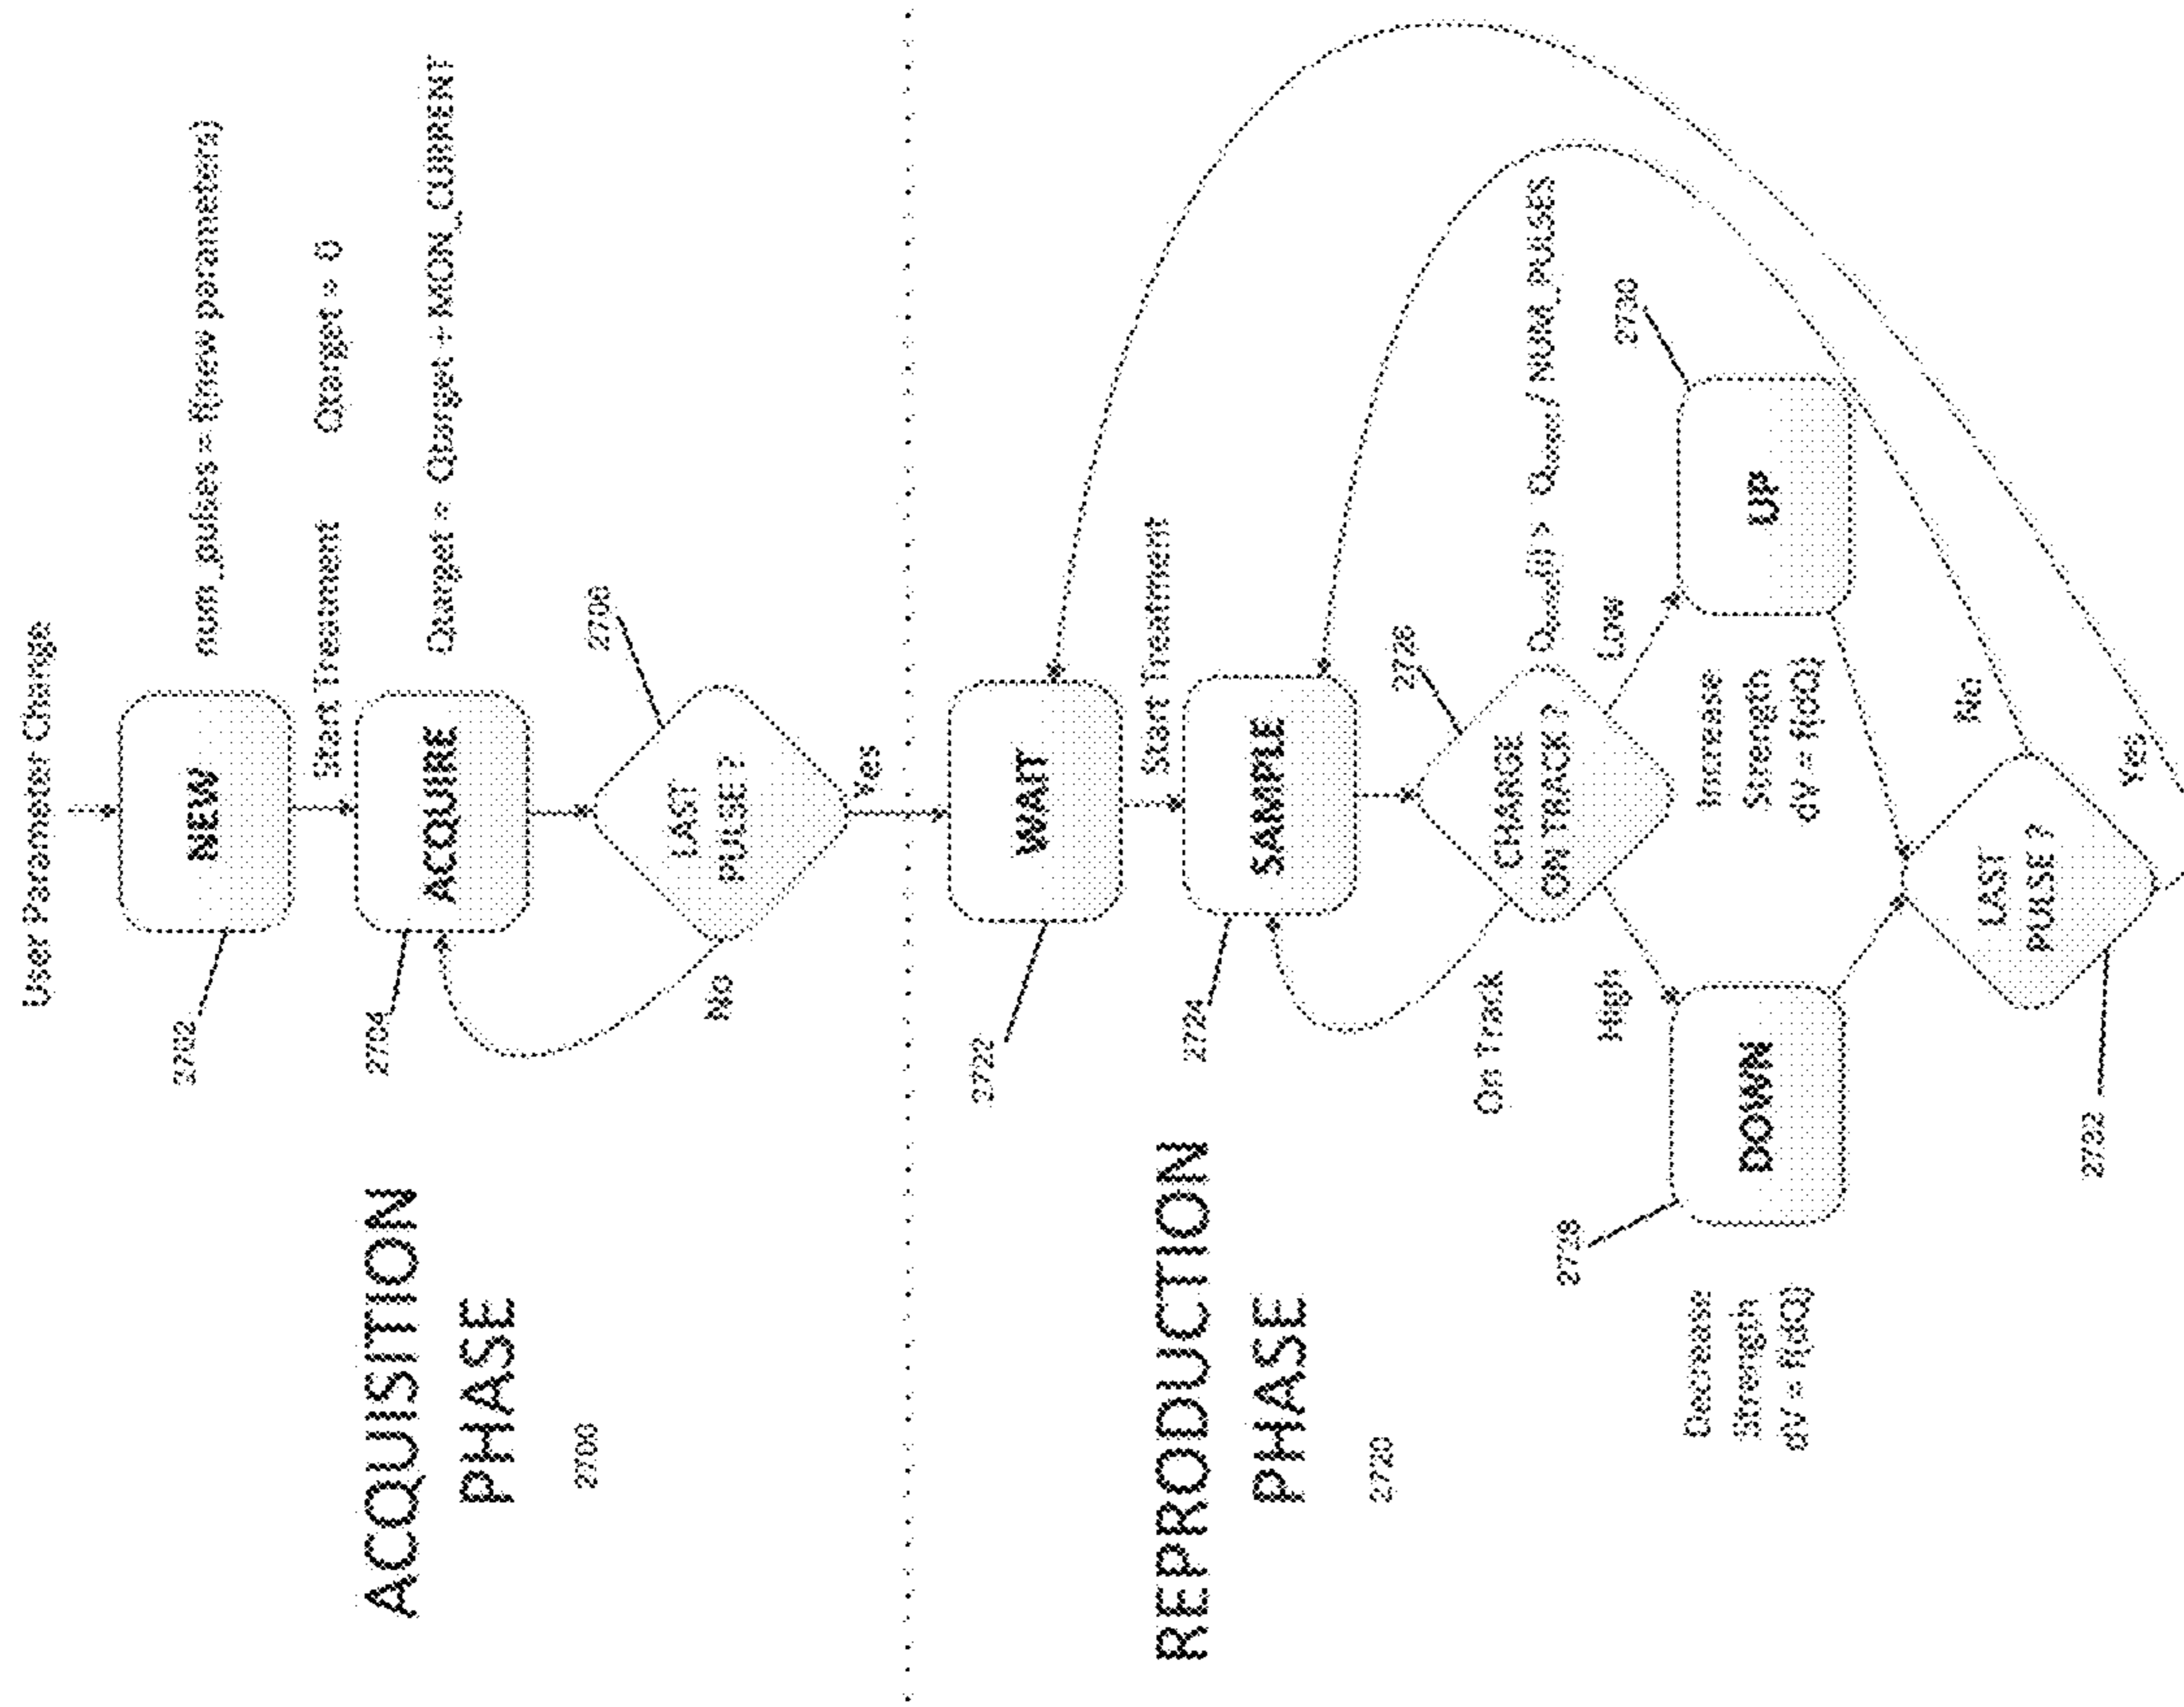 User Parameter Change
NEW
num_pulses = f(new parameters)
2702
Start Treatment
Qtarget = 0
ACQUIRE
Qtarget = Qtarget + MON_CURRENT
2704
LAST
PULSE ?
No
Yes
ACQUISITION
PHASE
2700
WAIT
2722
Start Treatment
SAMPLE
2724
REPRODUCTION
PHASE
2720
CHARGE
ON TRACK ?
2726
/ NUM_PULSES
On Track
High
Low
DOWN
2728
Decrease
Strength
dV = f(dQ)
UP
2730
Increase
Strength
dV = f(dQ)
LAST
PULSE ?
2732
No
Yes